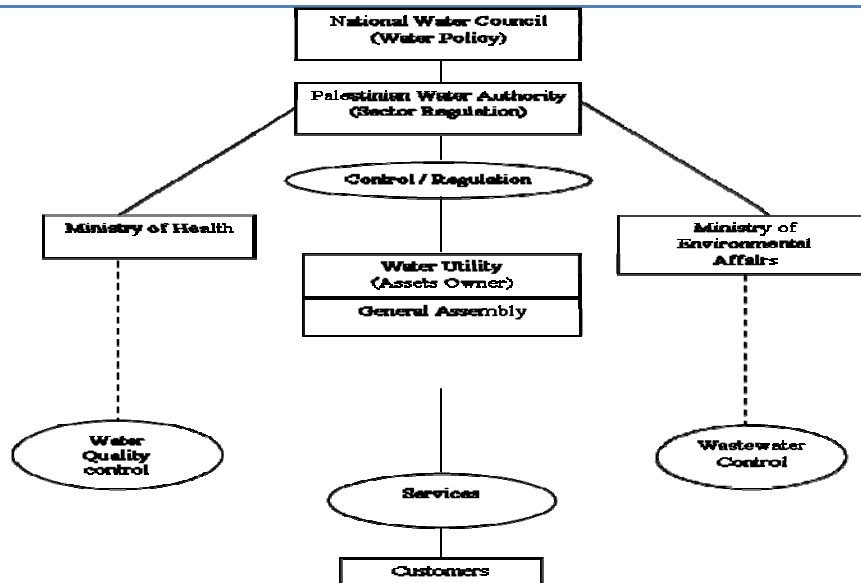 National Water Council
(Water Policy)
Palestinian Water Authority
(Sector Regulation)
Control / Regulation
Ministry of Health
Ministry of
Environmental
Affairs
Water Utility
(Assets Owner)
General Assembly
Water
Quality
control
Wastewater
Control
Services
Customers